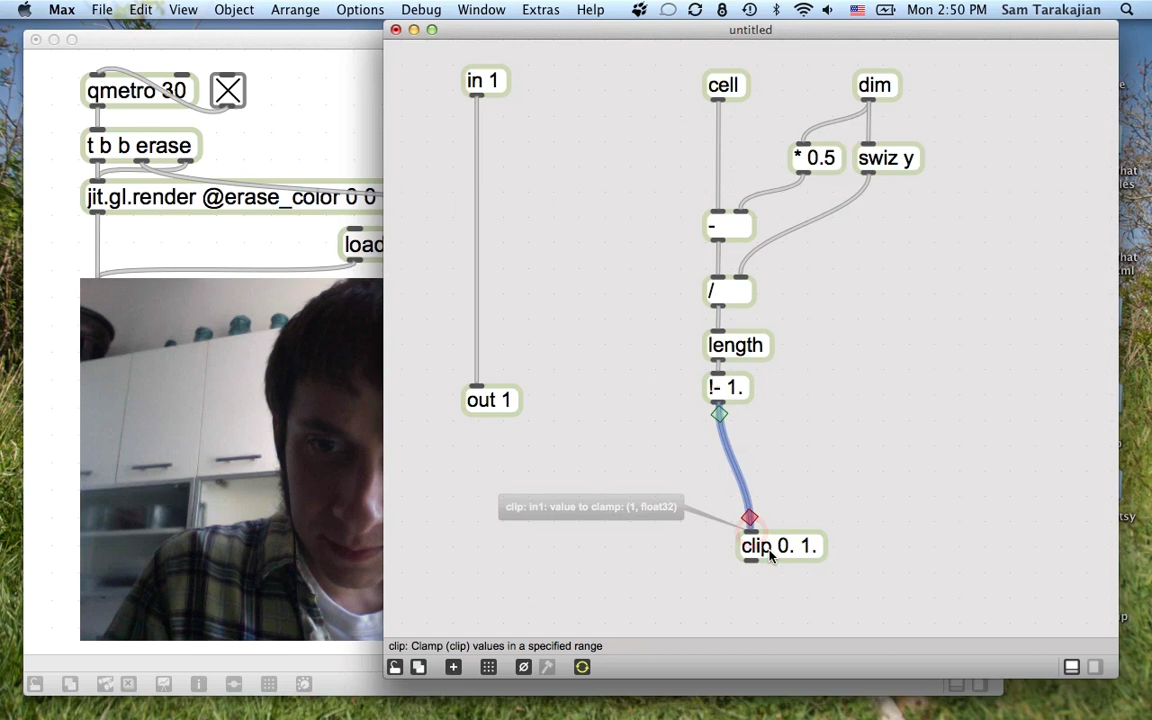 Max File Edit View Object Arrange Options Debug Window Extras Help Mon 2:50 PM Sam Tarakajian
untitled
qmetro 30
t b b erase
jit.gl.render @erase_color 0 0
load
in 1
cell
dim
* 0.5
swiz y
-
/
length
!- 1.
out 1
clip: in1: value to clamp: (1, float32)
clip 0. 1.
clip: Clamp (clip) values in a specified range